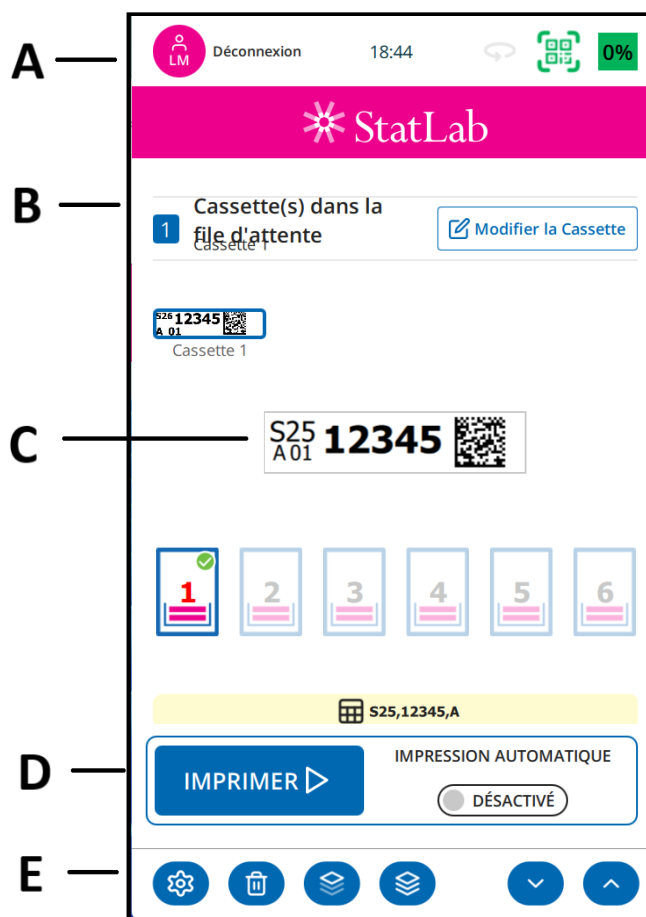 A
LM
Déconnexion
18:44
0%
StatLab
B
1
Cassette(s) dans la
file d'attente
Cassette 1
Modifier la Cassette
S26 12345
A 01
Cassette 1
C
S25 12345
A 01
1 2 3 4 5 6
S25,12345,A
D
IMPRIMER
IMPRESSION AUTOMATIQUE
DÉSACTIVÉ
E